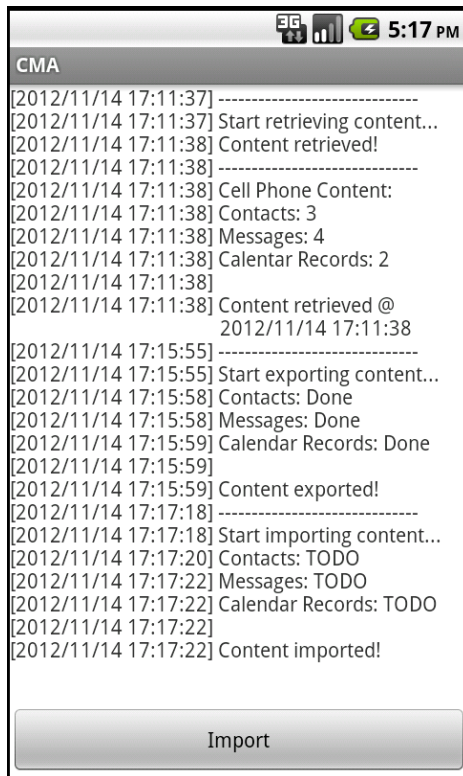 3G 5:17 PM
CMA
[2012/11/14 17:11:37] ------------------------------
[2012/11/14 17:11:37] Start retrieving content...
[2012/11/14 17:11:38] Content retrieved!
[2012/11/14 17:11:38] ------------------------------
[2012/11/14 17:11:38] Cell Phone Content:
[2012/11/14 17:11:38] Contacts: 3
[2012/11/14 17:11:38] Messages: 4
[2012/11/14 17:11:38] Calentar Records: 2
[2012/11/14 17:11:38]
[2012/11/14 17:11:38] Content retrieved @
2012/11/14 17:11:38
[2012/11/14 17:15:55] ------------------------------
[2012/11/14 17:15:55] Start exporting content...
[2012/11/14 17:15:58] Contacts: Done
[2012/11/14 17:15:58] Messages: Done
[2012/11/14 17:15:59] Calendar Records: Done
[2012/11/14 17:15:59]
[2012/11/14 17:15:59] Content exported!
[2012/11/14 17:17:18] ------------------------------
[2012/11/14 17:17:18] Start importing content...
[2012/11/14 17:17:20] Contacts: TODO
[2012/11/14 17:17:22] Messages: TODO
[2012/11/14 17:17:22] Calendar Records: TODO
[2012/11/14 17:17:22]
[2012/11/14 17:17:22] Content imported!
Import